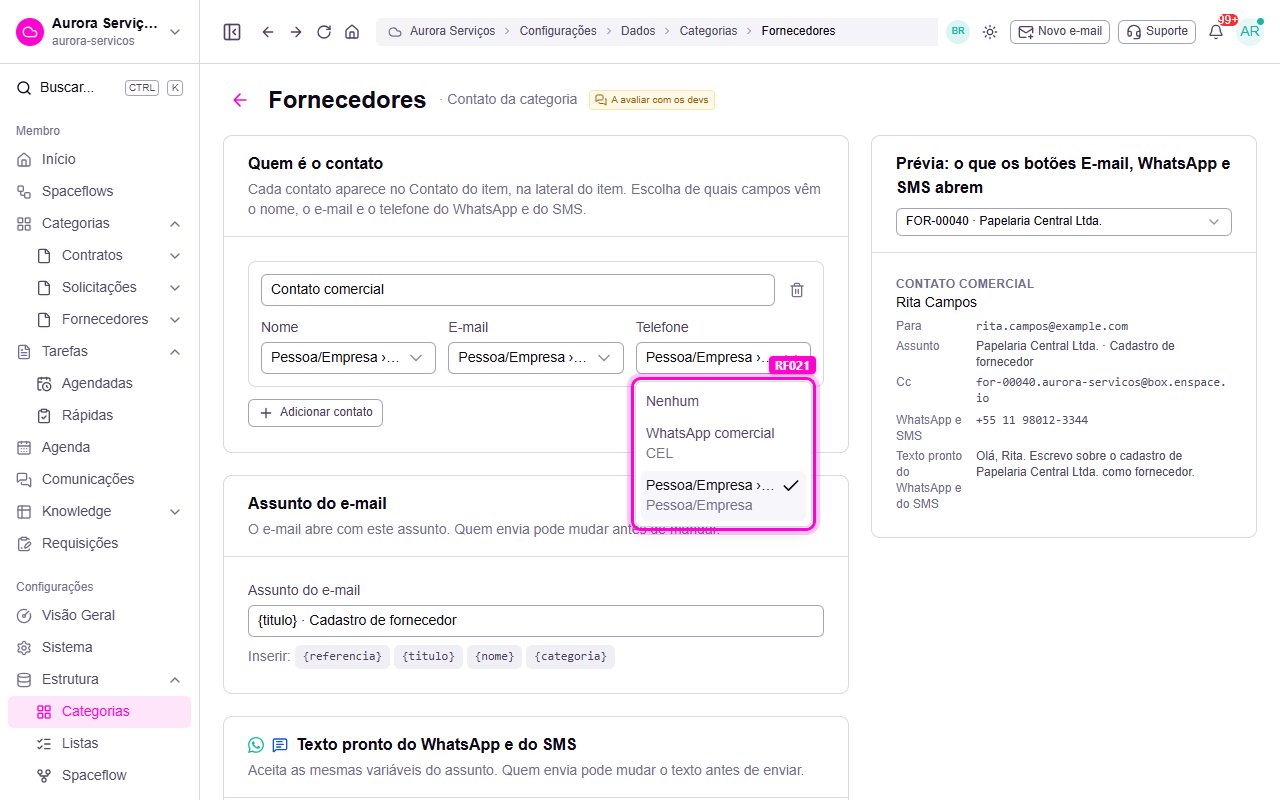 Aurora Serviç...
aurora-servicos
Aurora Serviços
Configurações
Dados
Categorias
Fornecedores
BR
Novo e-mail
Suporte
99+
AR
Buscar...
CTRL
K
Membro
Início
Spaceflows
Categorias
Contratos
Solicitações
Fornecedores
Tarefas
Agendadas
Rápidas
Agenda
Comunicações
Knowledge
Requisições
Configurações
Visão Geral
Sistema
Estrutura
Categorias
Listas
Spaceflow
Fornecedores
· Contato da categoria
A avaliar com os devs
Quem é o contato
Cada contato aparece no Contato do item, na lateral do item. Escolha de quais campos vêm
o nome, o e-mail e o telefone do WhatsApp e do SMS.
Contato comercial
Nome
E-mail
Telefone
Pessoa/Empresa ›...
Pessoa/Empresa ›...
Pessoa/Empresa ›...
RF021
Nenhum
WhatsApp comercial
CEL
Pessoa/Empresa ›...
Pessoa/Empresa
Adicionar contato
Assunto do e-mail
O e-mail abre com este assunto. Quem envia pode mudar antes de mandar.
Assunto do e-mail
{titulo} · Cadastro de fornecedor
Inserir:
{referencia}
{titulo}
{nome}
{categoria}
Texto pronto do WhatsApp e do SMS
Aceita as mesmas variáveis do assunto. Quem envia pode mudar o texto antes de enviar.
Prévia: o que os botões E-mail, WhatsApp e
SMS abrem
FOR-00040 · Papelaria Central Ltda.
CONTATO COMERCIAL
Rita Campos
Para
rita.campos@example.com
Assunto
Papelaria Central Ltda. · Cadastro de
fornecedor
Cc
for-00040.aurora-servicos@box.enspace.
io
WhatsApp e
SMS
+55 11 98012-3344
Texto pronto
do
WhatsApp e
do SMS
Olá, Rita. Escrevo sobre o cadastro de
Papelaria Central Ltda. como fornecedor.